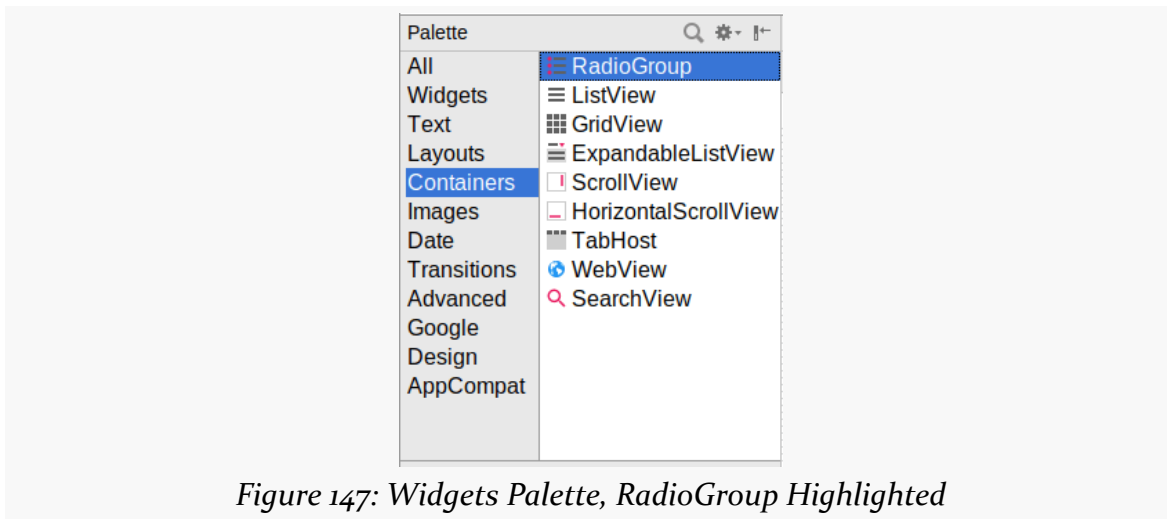 Palette
All
Widgets
Text
Layouts
Containers
Images
Date
Transitions
Advanced
Google
Design
AppCompat
RadioGroup
ListView
GridView
ExpandableListView
ScrollView
HorizontalScrollView
TabHost
WebView
SearchView
Figure 147: Widgets Palette, RadioGroup Highlighted